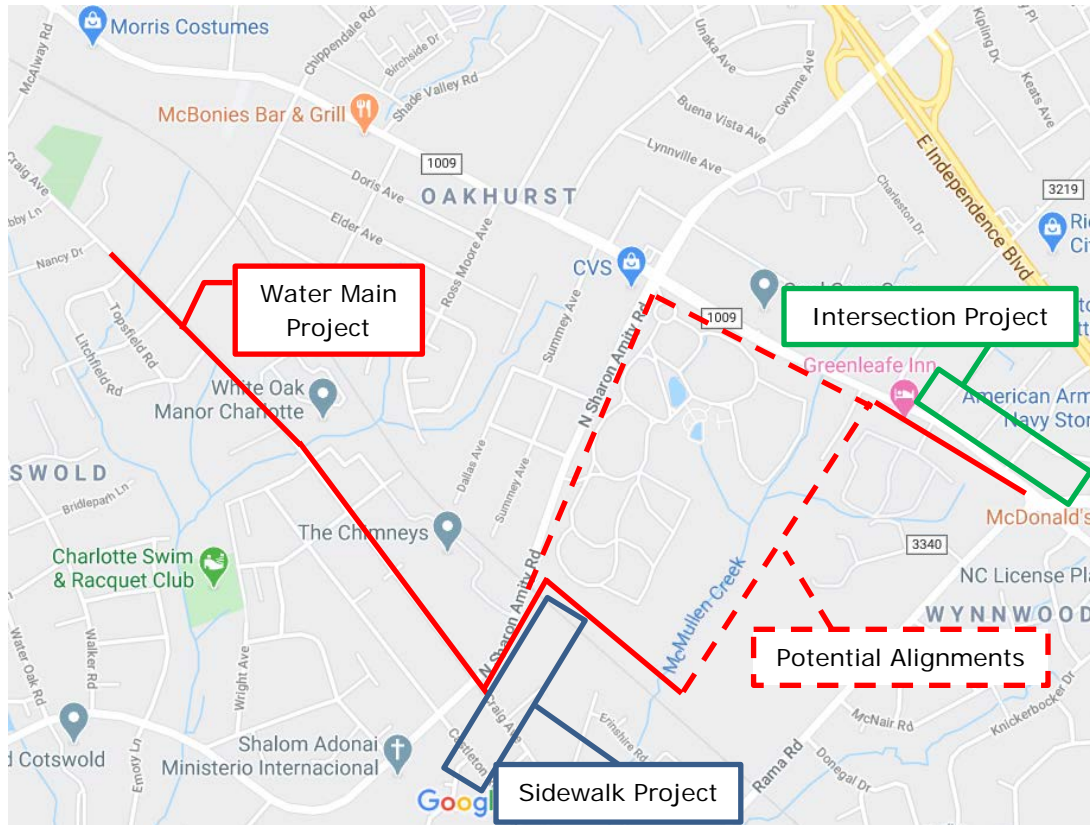 Morris Costumes
McAlway Rd
Chippendale Dr
Birchside Dr
Shade Valley Rd
McBonies Bar & Grill
Unaka Ave
Gwynne Ave
Buena Vista Ave
Lynnville Ave
Kipling Dr
Keats Ave
Pl
E Independence Blvd
3219
1009
OAKHURST
Doris Ave
Elder Ave
Ross Moore Ave
Charleston Dr
Craig Ave
Nancy Dr
Topsfield Rd
Litchfield Rd
Water Main
Project
CVS
Summey Ave
N Sharon Amity Rd
1009
Intersection Project
Greenleafe Inn
American Arm
Navy Stor
White Oak
Manor Charlotte
SWOLD
Bridlepath Ln
Dallas Ave
Summey Ave
The Chimneys
McDonald's
3340
NC License Pla
WYNNWOOD
Charlotte Swim
& Racquet Club
N Sharon Amity Rd
McMullen Creek
Potential Alignments
Water Oak Rd
Walker Rd
Wright Ave
Emory Ln
d Cotswold
Shalom Adonai
Ministerio Internacional
Craig Ave
Castleton
Erinshire Rd
McNair Rd
Knickerbocker Dr
Rama Rd
Donegal Dr
Sidewalk Project
Goog